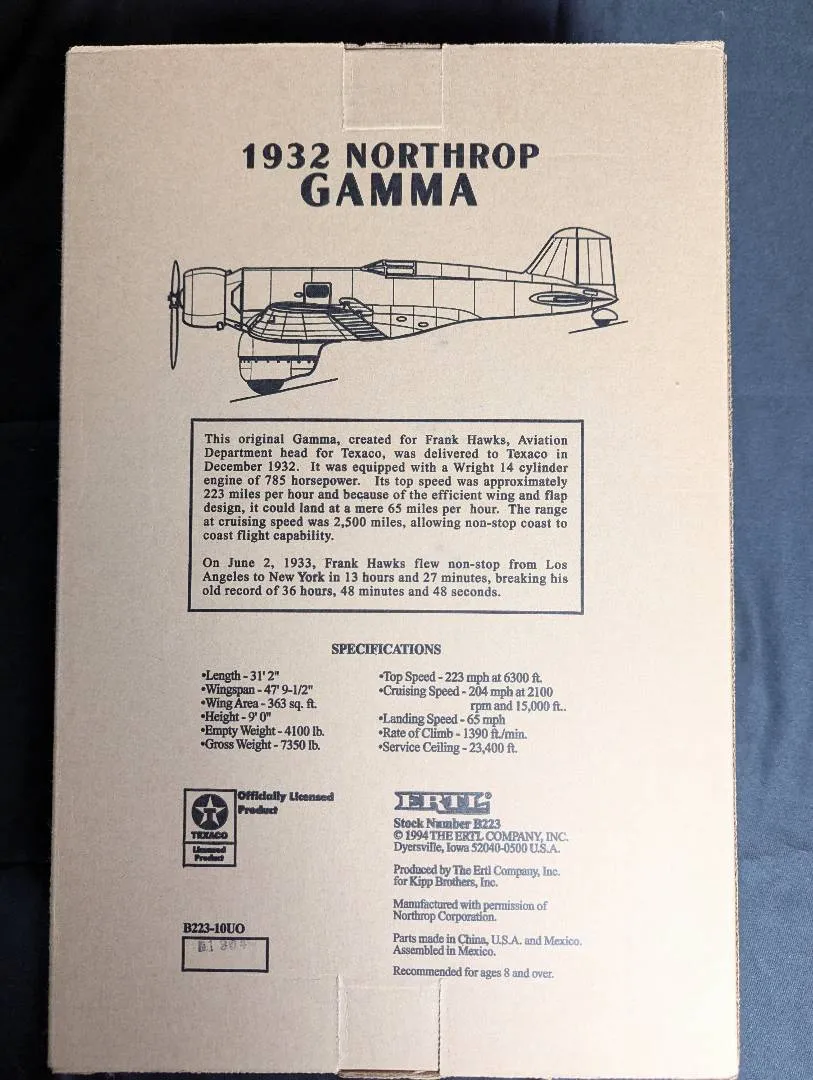 1932 NORTHROP
GAMMA
This original Gamma, created for Frank Hawks, Aviation
Department head for Texaco, was delivered to Texaco in
December 1932. It was equipped with a Wright 14 cylinder
engine of 785 horsepower. Its top speed was approximately
223 miles per hour and because of the efficient wing and flap
design, it could land at a mere 65 miles per hour. The range
at cruising speed was 2,500 miles, allowing non-stop coast to
coast flight capability.
On June 2, 1933, Frank Hawks flew non-stop from Los
Angeles to New York in 13 hours and 27 minutes, breaking his
old record of 36 hours, 48 minutes and 48 seconds.
SPECIFICATIONS
•Length - 31' 2"
•Wingspan - 47' 9-1/2"
•Wing Area - 363 sq. ft.
•Height - 9' 0"
•Empty Weight - 4100 lb.
•Gross Weight - 7350 lb.
•Top Speed - 223 mph at 6300 ft.
•Cruising Speed - 204 mph at 2100
rpm and 15,000 ft..
•Landing Speed - 65 mph
•Rate of Climb - 1390 ft./min.
•Service Ceiling - 23,400 ft.
Officially Licensed
Product
T
TEXACO
Licensed
Product
B223-10UO
ERTL®
Stock Number B223
© 1994 THE ERTL COMPANY, INC.
Dyersville, Iowa 52040-0500 U.S.A.
Produced by The Ertl Company, Inc.
for Kipp Brothers, Inc.
Manufactured with permission of
Northrop Corporation.
Parts made in China, U.S.A. and Mexico.
Assembled in Mexico.
Recommended for ages 8 and over.